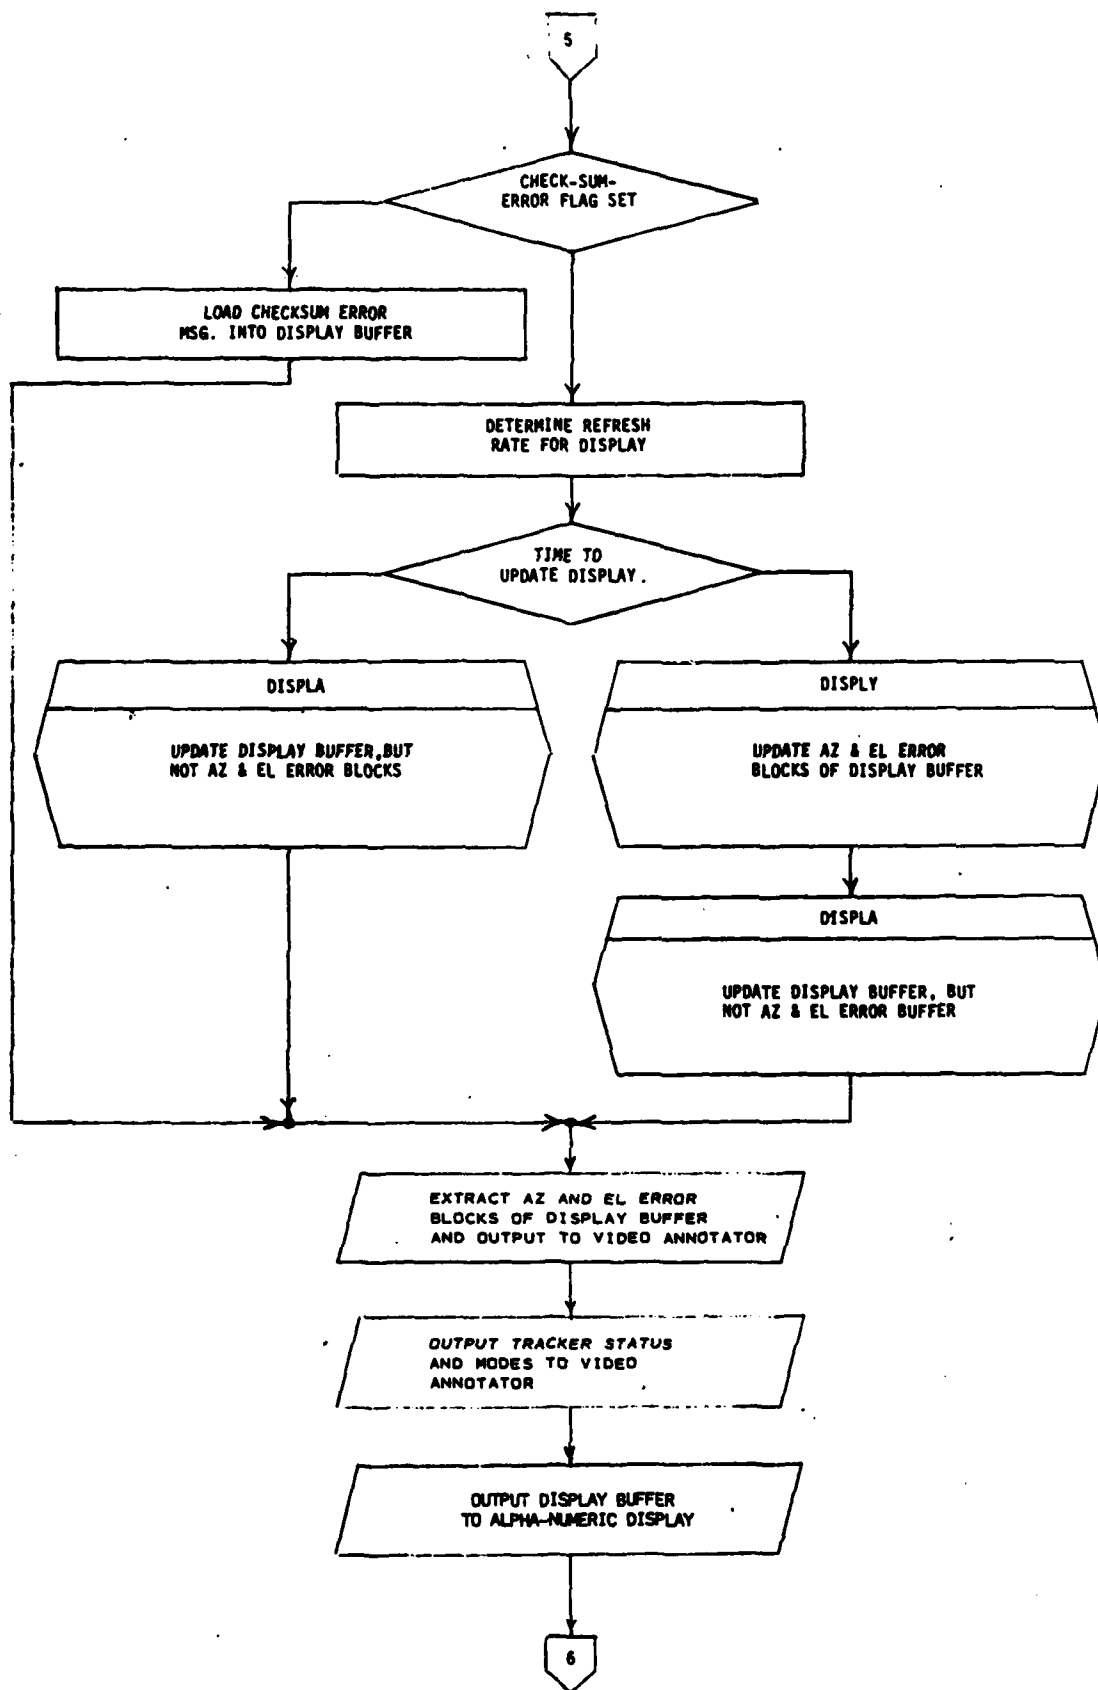 5
CHECK-SUM-
ERROR FLAG SET
LOAD CHECKSUM ERROR
MSG. INTO DISPLAY BUFFER
DETERMINE REFRESH
RATE FOR DISPLAY
TIME TO
UPDATE DISPLAY.
DISPLA
UPDATE DISPLAY BUFFER,BUT
NOT AZ & EL ERROR BLOCKS
DISPLY
UPDATE AZ & EL ERROR
BLOCKS OF DISPLAY BUFFER
DISPLA
UPDATE DISPLAY BUFFER, BUT
NOT AZ & EL ERROR BUFFER
EXTRACT AZ AND EL ERROR
BLOCKS OF DISPLAY BUFFER
AND OUTPUT TO VIDEO ANNOTATOR
OUTPUT TRACKER STATUS
AND MODES TO VIDEO
ANNOTATOR
OUTPUT DISPLAY BUFFER
TO ALPHA-NUMERIC DISPLAY
6